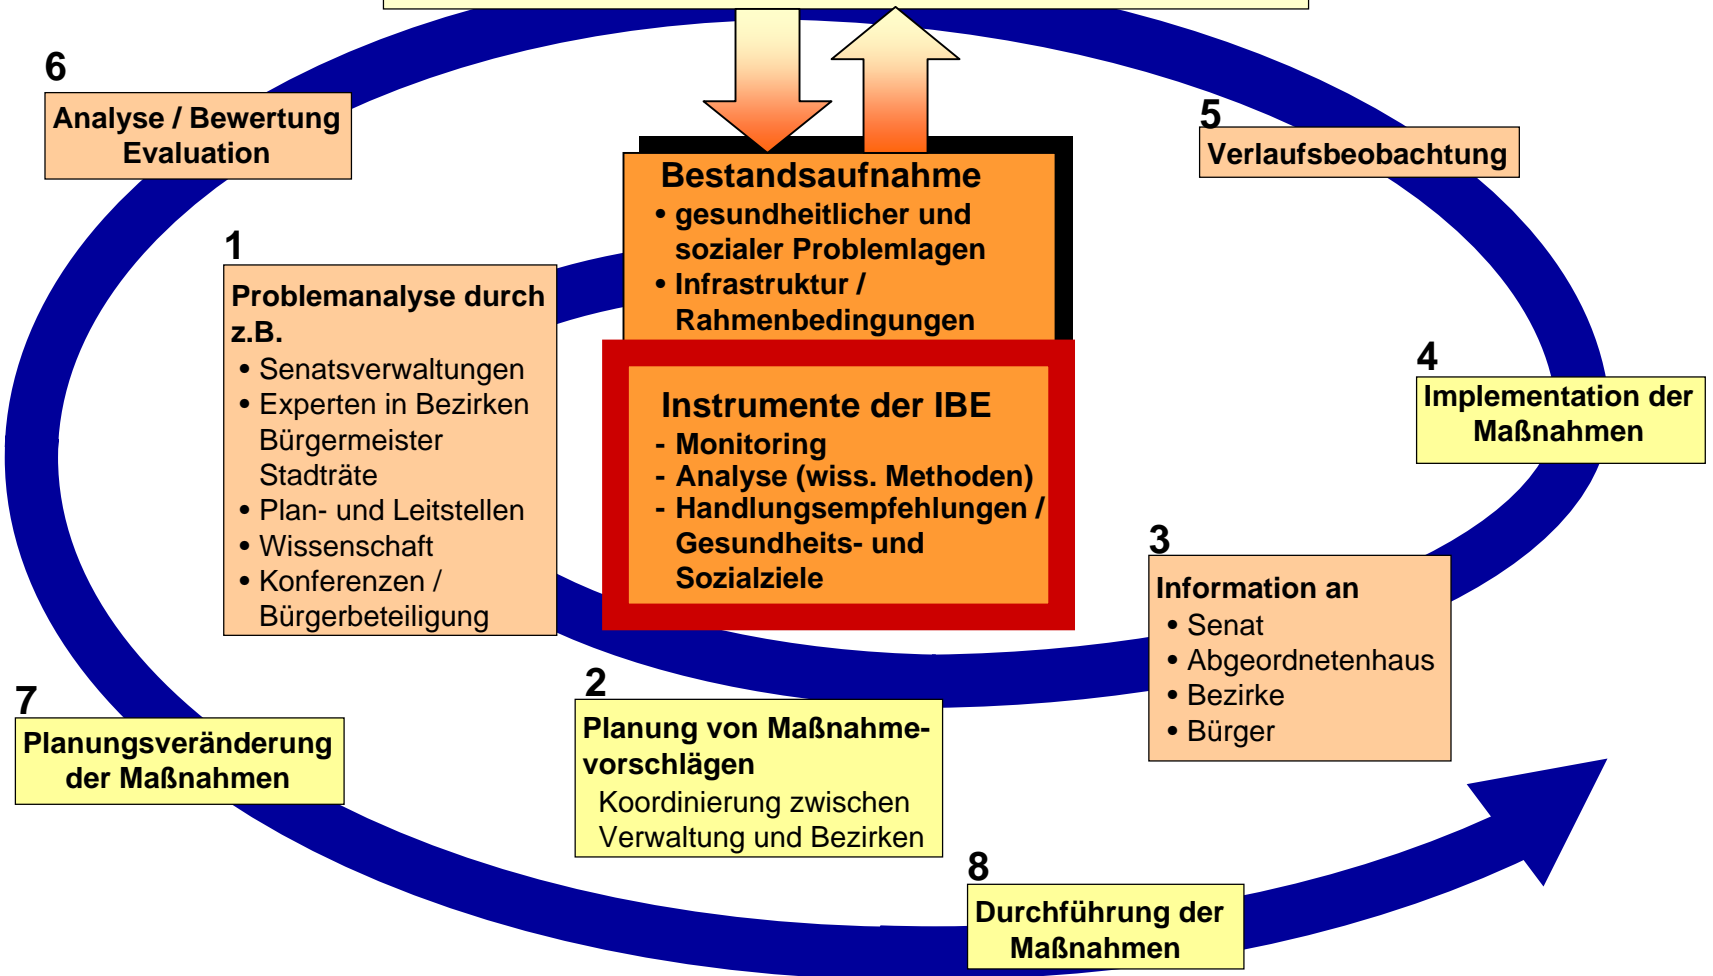 Bestandsaufnahme
• gesundheitlicher und
sozialer Problemlagen
• Infrastruktur /
Rahmenbedingungen
Instrumente der IBE
- Monitoring
- Analyse (wiss. Methoden)
- Handlungsempfehlungen /
Gesundheits- und
Sozialziele
1
Problemanalyse durch
z.B.
• Senatsverwaltungen
• Experten in Bezirken
Bürgermeister
Stadträte
• Plan- und Leitstellen
• Wissenschaft
• Konferenzen /
Bürgerbeteiligung
2
Planung von Maßnahme-
vorschlägen
Koordinierung zwischen
Verwaltung und Bezirken
3
Information an
• Senat
• Abgeordnetenhaus
• Bezirke
• Bürger
4
Implementation der
Maßnahmen
5
Verlaufsbeobachtung
6
Analyse / Bewertung
Evaluation
7
Planungsveränderung
der Maßnahmen
8
Durchführung der
Maßnahmen